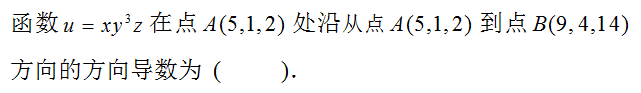 函数 u = xy³z 在点 A(5,1,2) 处沿从点 A(5,1,2) 到点 B(9,4,14)
方向的方向导数为（  ）.